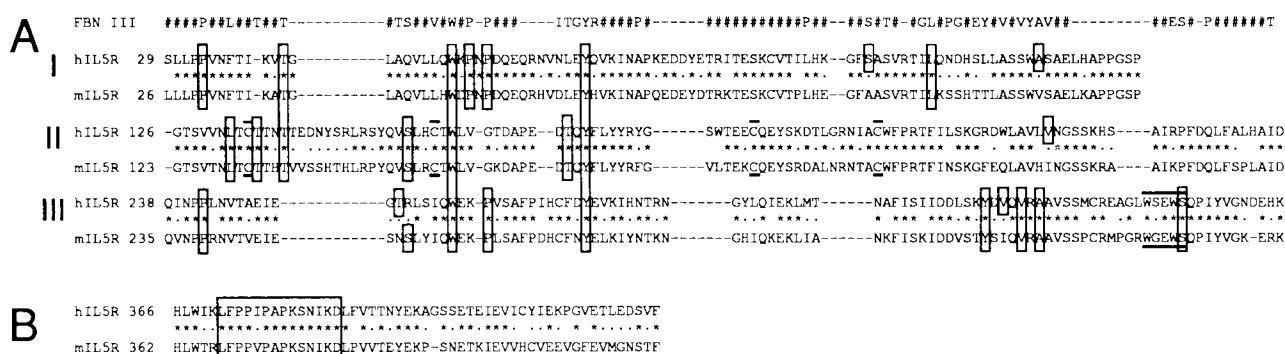 A
FBN III ####P##L##T##T-----------#TS##V#W#P-P###----ITGYR####P#------#############P--##S#T--#GL-PG#EY#V#VYAV##---------##ES#-P######T
I
hIL5R 29 SLLPPVNFTI-KVTG----------LAQVLLQWKPNPDQEQRNVNLEYQVKINAPKEDDYETRITESKCVTILHK--GFSASVRTILQNDHSLLASSWASAELHAPPGSP
mIL5R 26 LLLPPVNFTI-KATG----------LAQVLLHWDPNPDQEQRHVDLEYHVKINAPQEDEYDTRKTESKCVTPLHE--GFAASVRTILKSSHTTLASSWVSAELKAPPGSP
II
hIL5R 126 -GTSVVNLTCTTNTTEDNYSRLRSYQVSLHCTWLV-GTDAPE--DTQYFLYYRYG------SWTEECQEYSKDTLGRNIACWFPRTFILSKGRDWLAVLVNGSSKHS----AIRPFDQLFALHAID
mIL5R 123 -GTSVTNLTCTTHTVVSSHTHLRPYQVSLRCTWLV-GKDAPE--DTQYFLYYRFG------VLTEKCQEYSRDALNRNTACWFPRTFINSKGFEQLAVHINGSSKRA----AIKPFDQLFSPLAID
III
hIL5R 238 QINPPLNVTAEIE------------GTRLSIQWEK-PVSAFPIHCFDYEVKIHNTRN-------GYLQIEKLMT------NAFISIIDDLSKYDVQVRAAVSSMCREAGLWSEWSQPIYVGNDEHK
mIL5R 235 QVNPPRNVTVEIE------------SNSLYIQWEK-PLSAFPDHCFNYELKIYNTKN-------GHIQKEKLIA------NKFISKIDDVSTYSIQVRAAVSSPCRMPGRWGEWSQPIYVGK-ERK
B
hIL5R 366 HLWIKLFPPIPAPKSNIKDLFVTTNYEKAGSSETEIEVICYIEKPGVETLEDSVF
mIL5R 362 HLWTRLFPPVPAPKSNIKDLPVVTEYEKP-SNETKIEVVHCVEEVGFEVMGNSTF